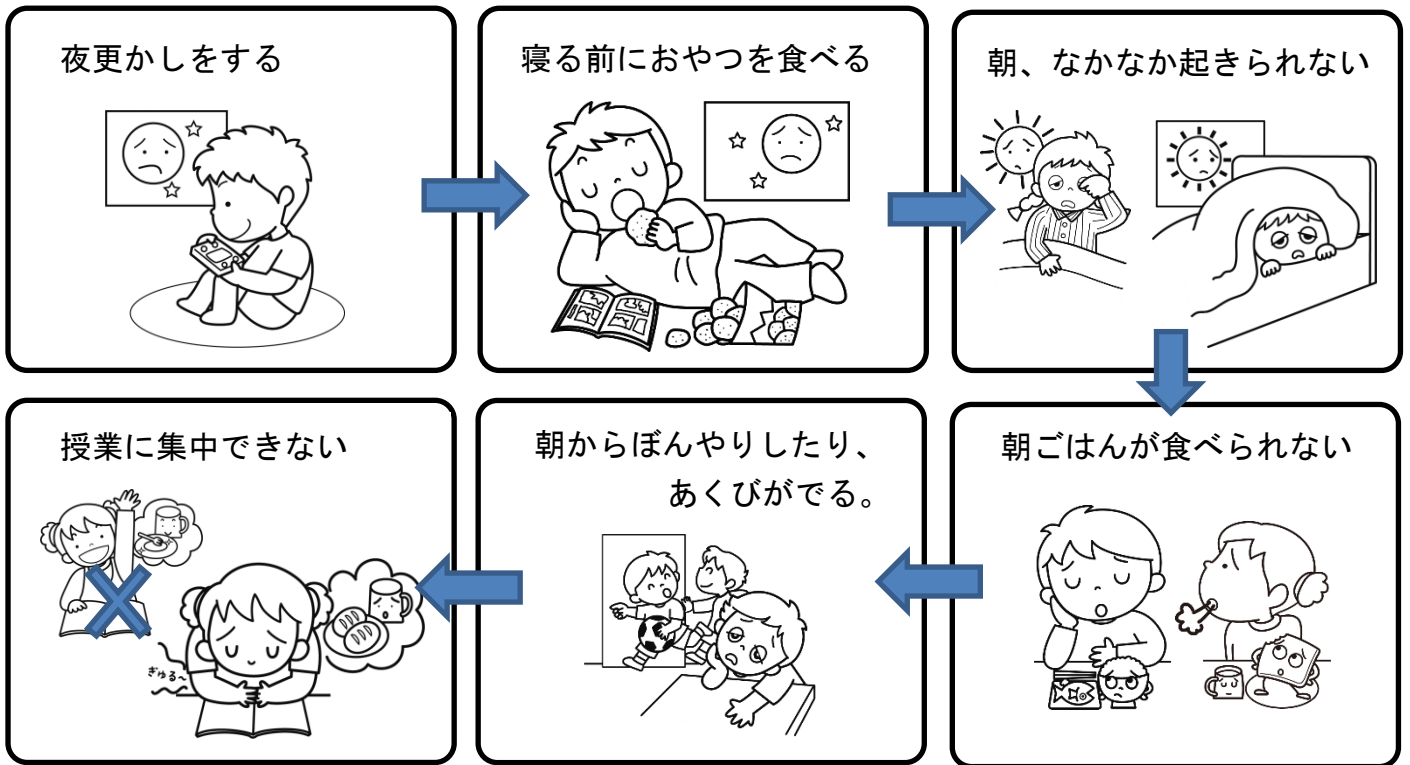 夜更かしをする
寝る前におやつを食べる
朝、なかなか起きられない
朝ごはんが食べられない
朝からぼんやりしたり、
あくびがでる。
授業に集中できない
ぎゅる~